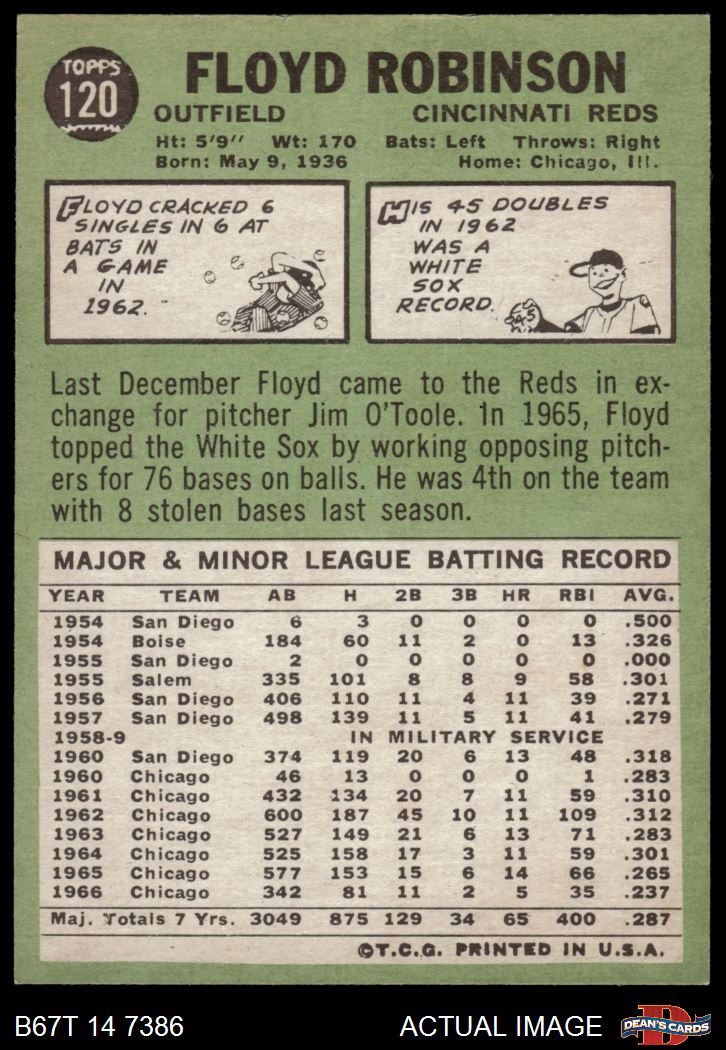 TOPPS
120
FLOYD ROBINSON
OUTFIELD CINCINNATI REDS
Ht: 5'9" Wt: 170 Bats: Left Throws: Right
Born: May 9, 1936 Home: Chicago, Ill.
FLOYD CRACKED 6
SINGLES IN 6 AT
BATS IN
A GAME
IN
1962.
HIS 45 DOUBLES
IN 1962
WAS A
WHITE
SOX
RECORD.
45
Last December Floyd came to the Reds in ex-
change for pitcher Jim O'Toole. In 1965, Floyd
topped the White Sox by working opposing pitch-
ers for 76 bases on balls. He was 4th on the team
with 8 stolen bases last season.
MAJOR & MINOR LEAGUE BATTING RECORD
YEAR TEAM AB H 2B 3B HR RBI AVG.
1954 San Diego 6 3 0 0 0 0 .500
1954 Boise 184 60 11 2 0 13 .326
1955 San Diego 2 0 0 0 0 0 .000
1955 Salem 335 101 8 8 9 58 .301
1956 San Diego 406 110 11 4 11 39 .271
1957 San Diego 498 139 11 5 11 41 .279
1958-9 IN MILITARY SERVICE
1960 San Diego 374 119 20 6 13 48 .318
1960 Chicago 46 13 0 0 0 1 .283
1961 Chicago 432 134 20 7 11 59 .310
1962 Chicago 600 187 45 10 11 109 .312
1963 Chicago 527 149 21 6 13 71 .283
1964 Chicago 525 158 17 3 11 59 .301
1965 Chicago 577 153 15 6 14 66 .265
1966 Chicago 342 81 11 2 5 35 .237
Maj. Totals 7 Yrs. 3049 875 129 34 65 400 .287
©T.C.G. PRINTED IN U.S.A.
B67T 14 7386 ACTUAL IMAGE
D
DEAN'S CARDS